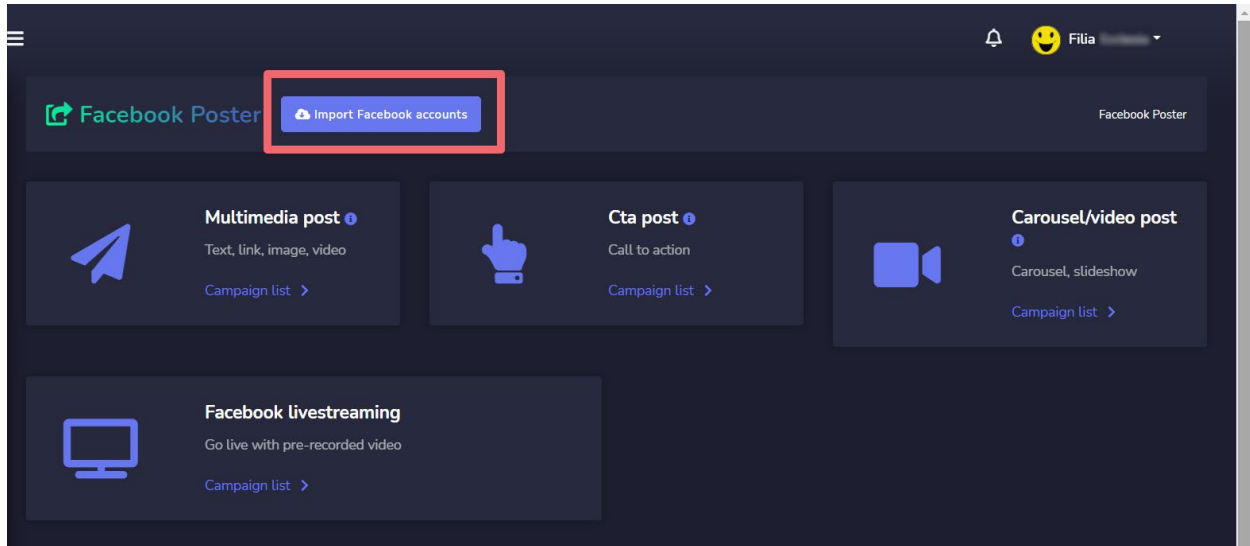 Filia
Facebook Poster
Import Facebook accounts
Facebook Poster
Multimedia post
Text, link, image, video
Campaign list
Cta post
Call to action
Campaign list
Carousel/video post
Carousel, slideshow
Campaign list
Facebook livestreaming
Go live with pre-recorded video
Campaign list